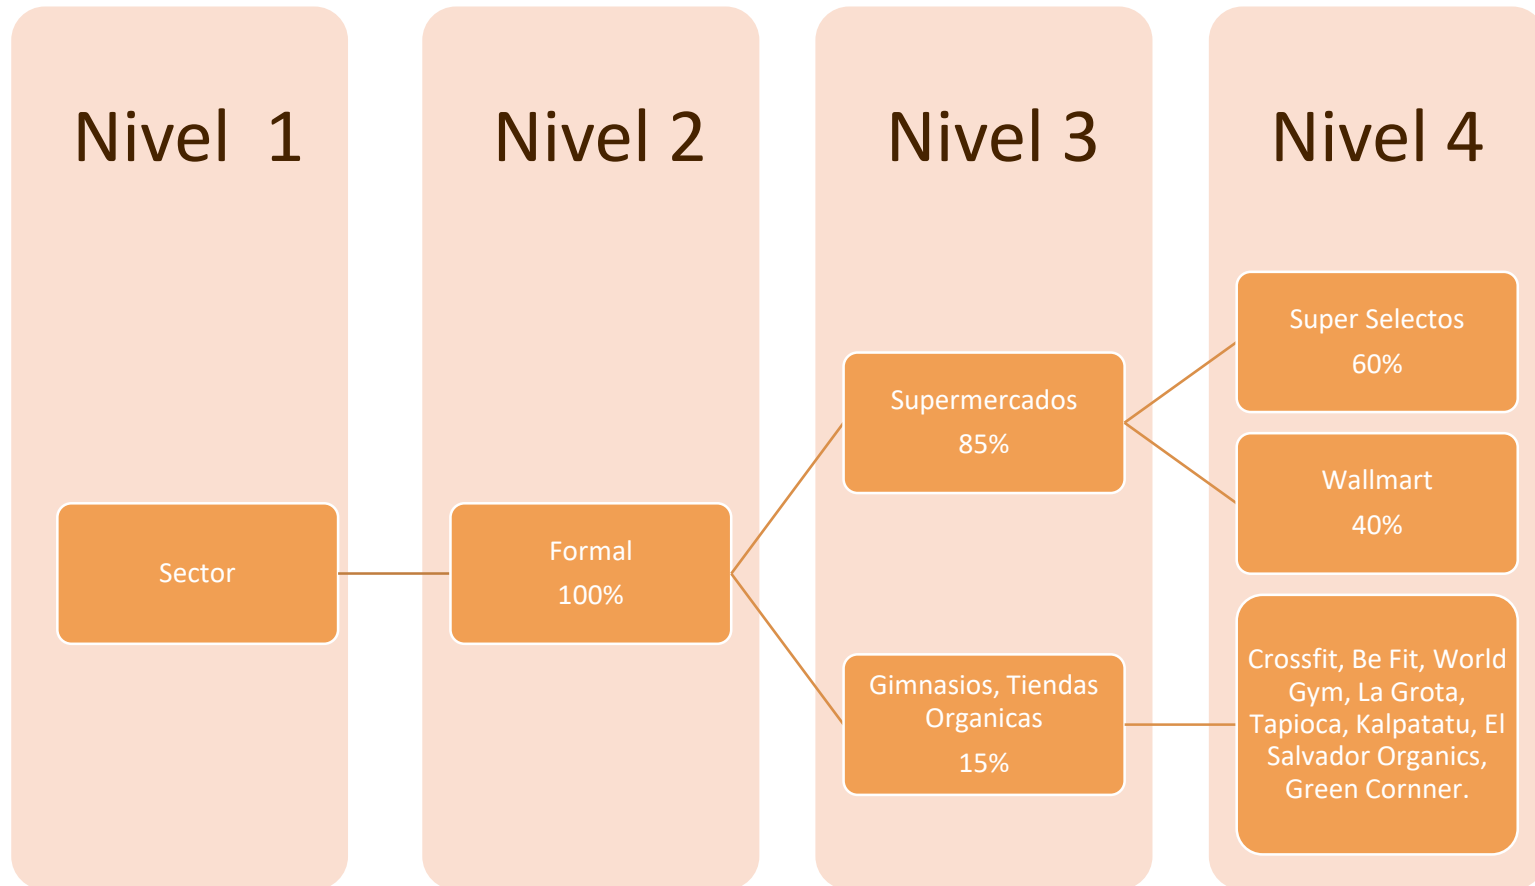 Nivel 1
Nivel 2
Nivel 3
Nivel 4
Sector
Formal
100%
Supermercados
85%
Gimnasios, Tiendas
Organicas
15%
Super Selectos
60%
Wallmart
40%
Crossfit, Be Fit, World
Gym, La Grota,
Tapioca, Kalpatatu, El
Salvador Organics,
Green Cornner.